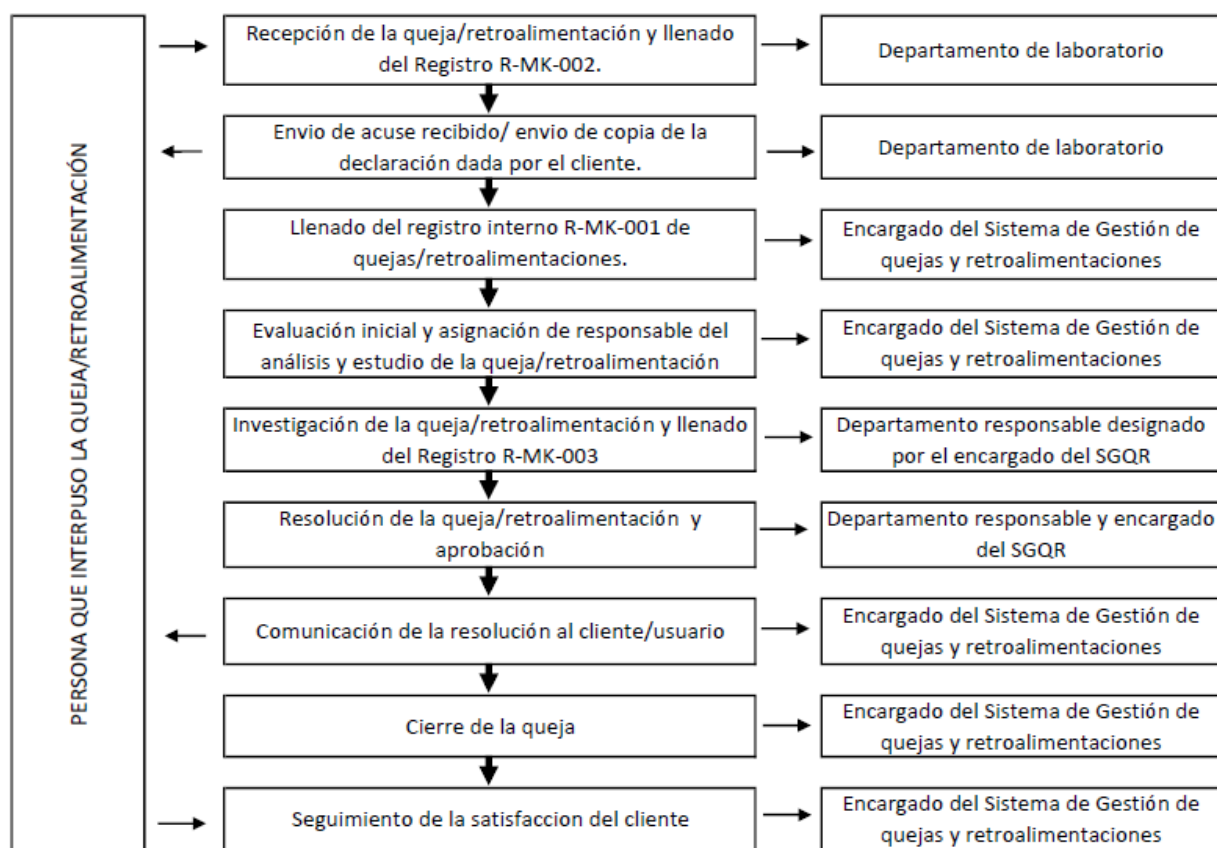 PERSONA QUE INTERPUSO LA QUEJA/RETROALIMENTACIÓN
Recepción de la queja/retroalimentación y llenado
del Registro R-MK-002.
Departamento de laboratorio
Envio de acuse recibido/ envio de copia de la
declaración dada por el cliente.
Departamento de laboratorio
Llenado del registro interno R-MK-001 de
quejas/retroalimentaciones.
Encargado del Sistema de Gestión de
quejas y retroalimentaciones
Evaluación inicial y asignación de responsable del
análisis y estudio de la queja/retroalimentación
Encargado del Sistema de Gestión de
quejas y retroalimentaciones
Investigación de la queja/retroalimentación y llenado
del Registro R-MK-003
Departamento responsable designado
por el encargado del SGQR
Resolución de la queja/retroalimentación y
aprobación
Departamento responsable y encargado
del SGQR
Comunicación de la resolución al cliente/usuario
Encargado del Sistema de Gestión de
quejas y retroalimentaciones
Cierre de la queja
Encargado del Sistema de Gestión de
quejas y retroalimentaciones
Seguimiento de la satisfaccion del cliente
Encargado del Sistema de Gestión de
quejas y retroalimentaciones